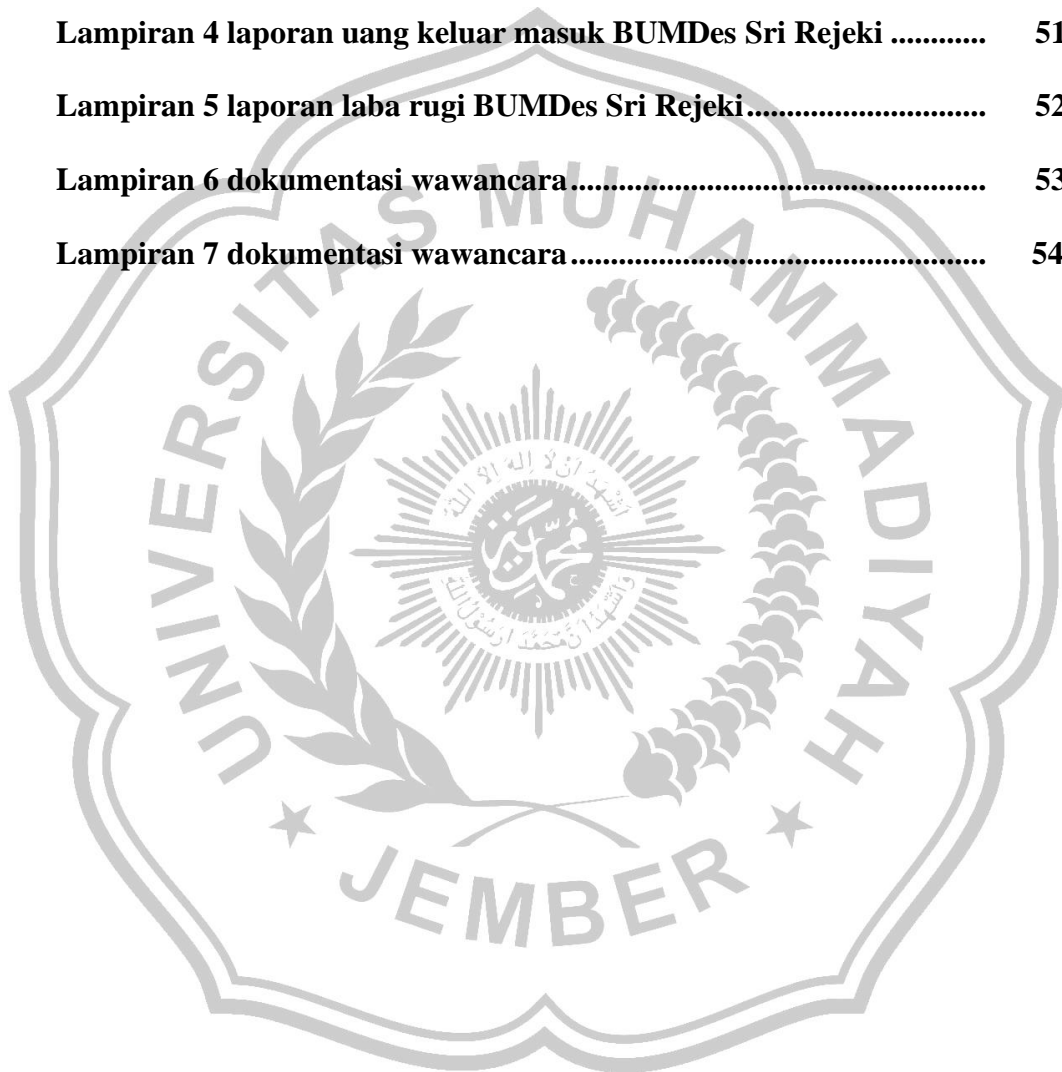 Lampiran 4 laporan uang keluar masuk BUMDes Sri Rejeki ............ 51
Lampiran 5 laporan laba rugi BUMDes Sri Rejeki.............................. 52
Lampiran 6 dokumentasi wawancara.................................................... 53
Lampiran 7 dokumentasi wawancara.................................................... 54
UNIVERSITAS MUHAMMADIYAH
JEMBER